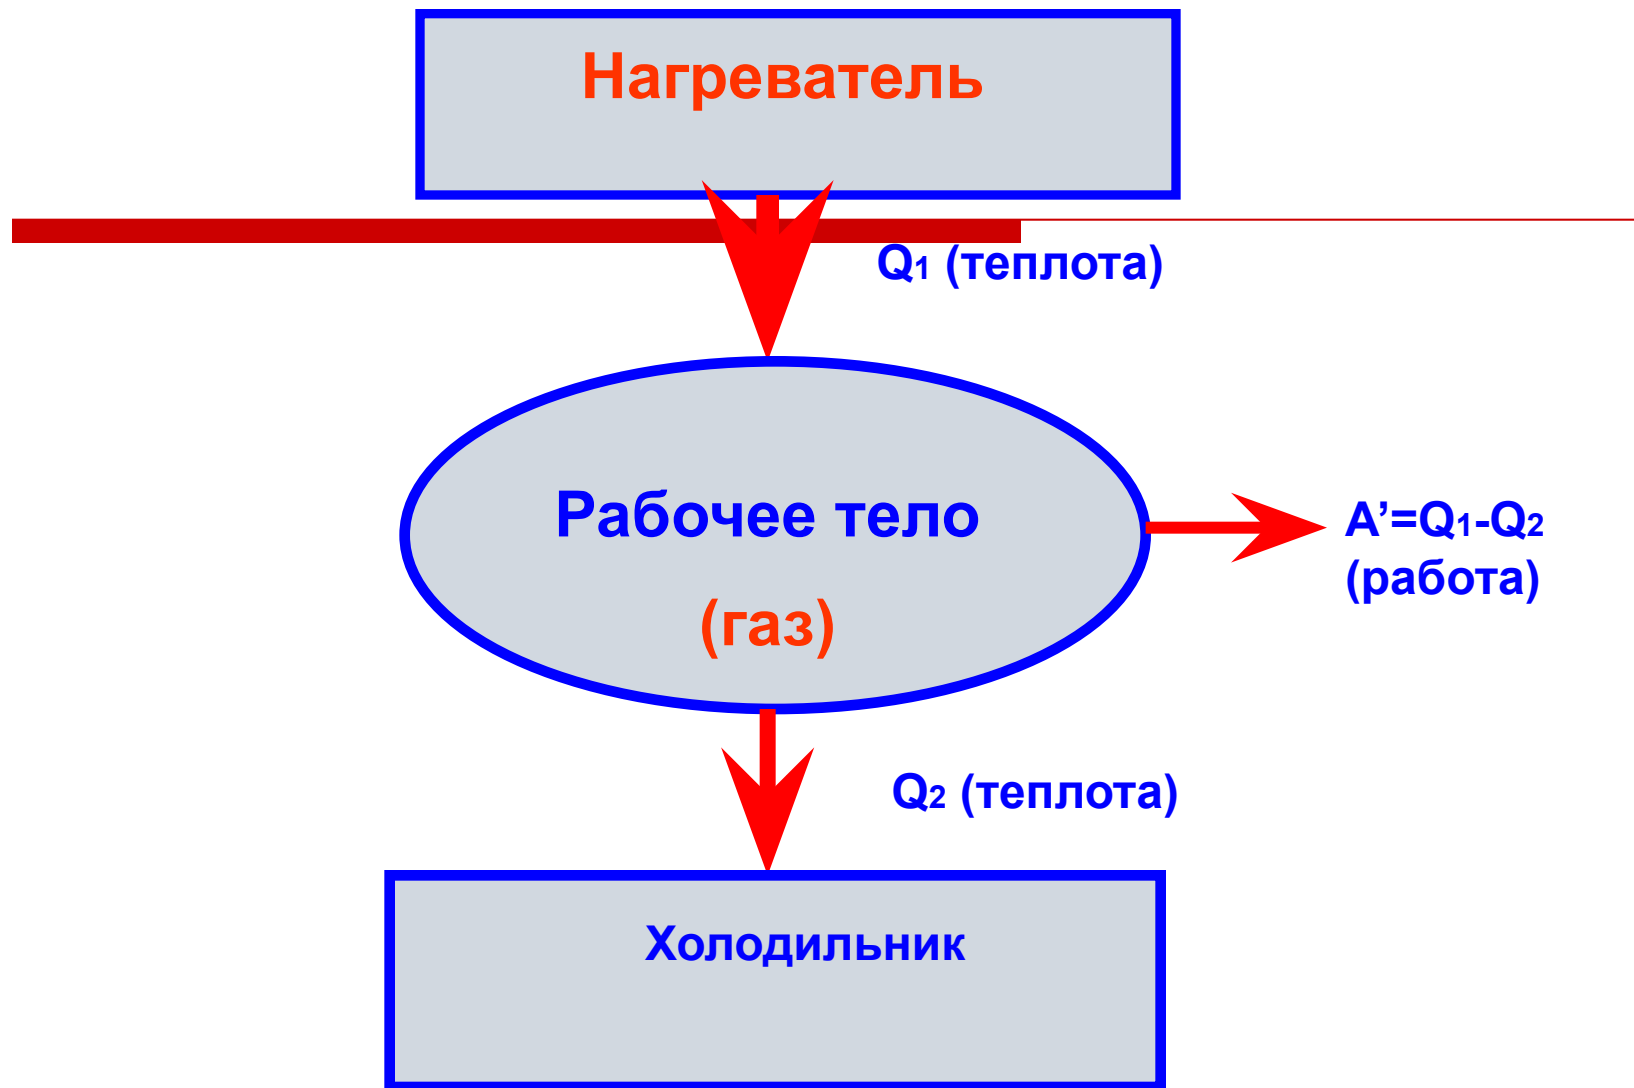 Нагреватель
Q₁ (теплота)
Рабочее тело
(газ)
A’=Q₁-Q₂
(работа)
Q₂ (теплота)
Холодильник